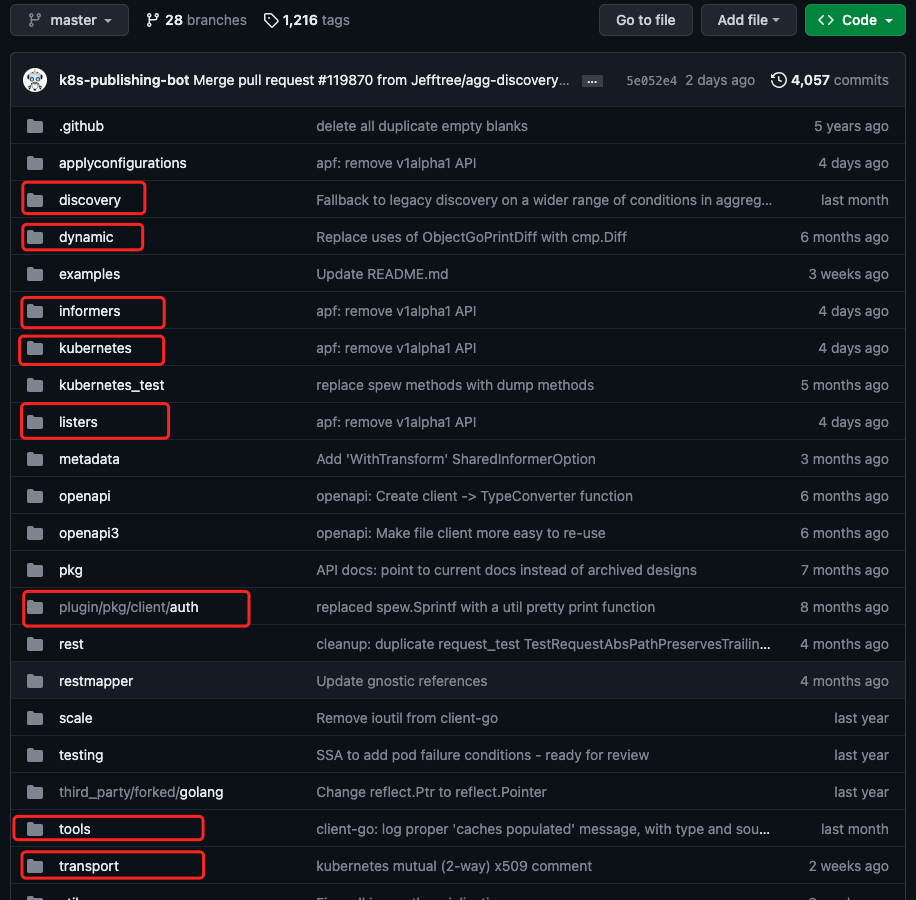 master 28 branches 1,216 tags Go to file Add file Code
k8s-publishing-bot Merge pull request #119870 from Jefftree/agg-discovery... ... 5e052e4 2 days ago 4,057 commits
.github delete all duplicate empty blanks 5 years ago
applyconfigurations apf: remove v1alpha1 API 4 days ago
discovery Fallback to legacy discovery on a wider range of conditions in aggreg... last month
dynamic Replace uses of ObjectGoPrintDiff with cmp.Diff 6 months ago
examples Update README.md 3 weeks ago
informers apf: remove v1alpha1 API 4 days ago
kubernetes apf: remove v1alpha1 API 4 days ago
kubernetes_test replace spew methods with dump methods 5 months ago
listers apf: remove v1alpha1 API 4 days ago
metadata Add 'WithTransform' SharedInformerOption 3 months ago
openapi openapi: Create client -> TypeConverter function 6 months ago
openapi3 openapi: Make file client more easy to re-use 6 months ago
pkg API docs: point to current docs instead of archived designs 7 months ago
plugin/pkg/client/auth replaced spew.Sprintf with a util pretty print function 8 months ago
rest cleanup: duplicate request_test TestRequestAbsPathPreservesTrailin... 4 months ago
restmapper Update gnostic references 4 months ago
scale Remove ioutil from client-go last year
testing SSA to add pod failure conditions - ready for review last year
third_party/forked/golang Change reflect.Ptr to reflect.Pointer last year
tools client-go: log proper 'caches populated' message, with type and sou... last month
transport kubernetes mutual (2-way) x509 comment 2 weeks ago